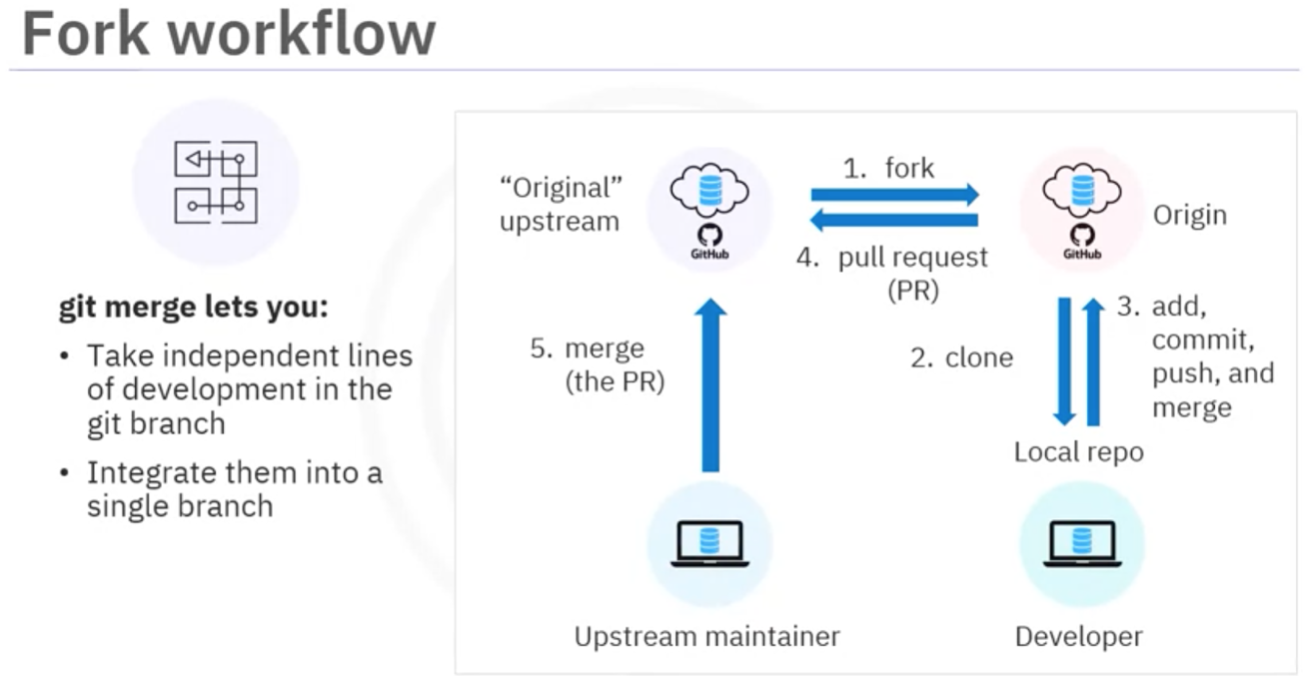 Fork workflow
git merge lets you:
• Take independent lines
of development in the
git branch
• Integrate them into a
single branch
“Original”
upstream
GitHub
1. fork
4. pull request
(PR)
GitHub
Origin
5. merge
(the PR)
2. clone
3. add,
commit,
push, and
merge
Local repo
Upstream maintainer
Developer